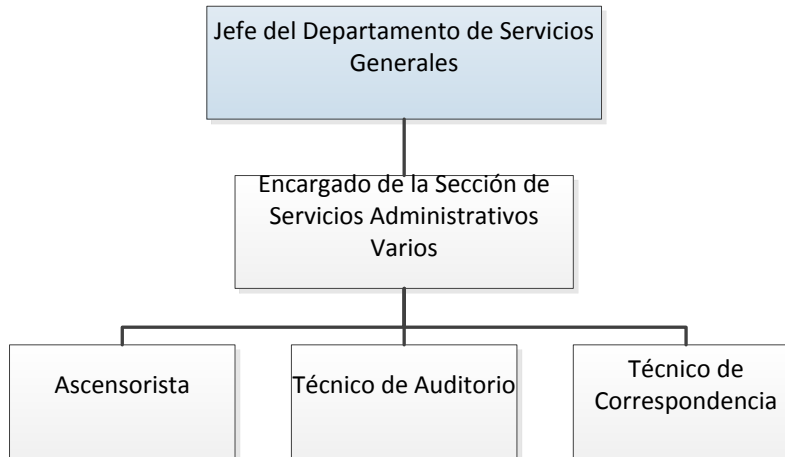 Jefe del Departamento de Servicios
Generales
Encargado de la Sección de
Servicios Administrativos
Varios
Ascensorista
Técnico de Auditorio
Técnico de
Correspondencia